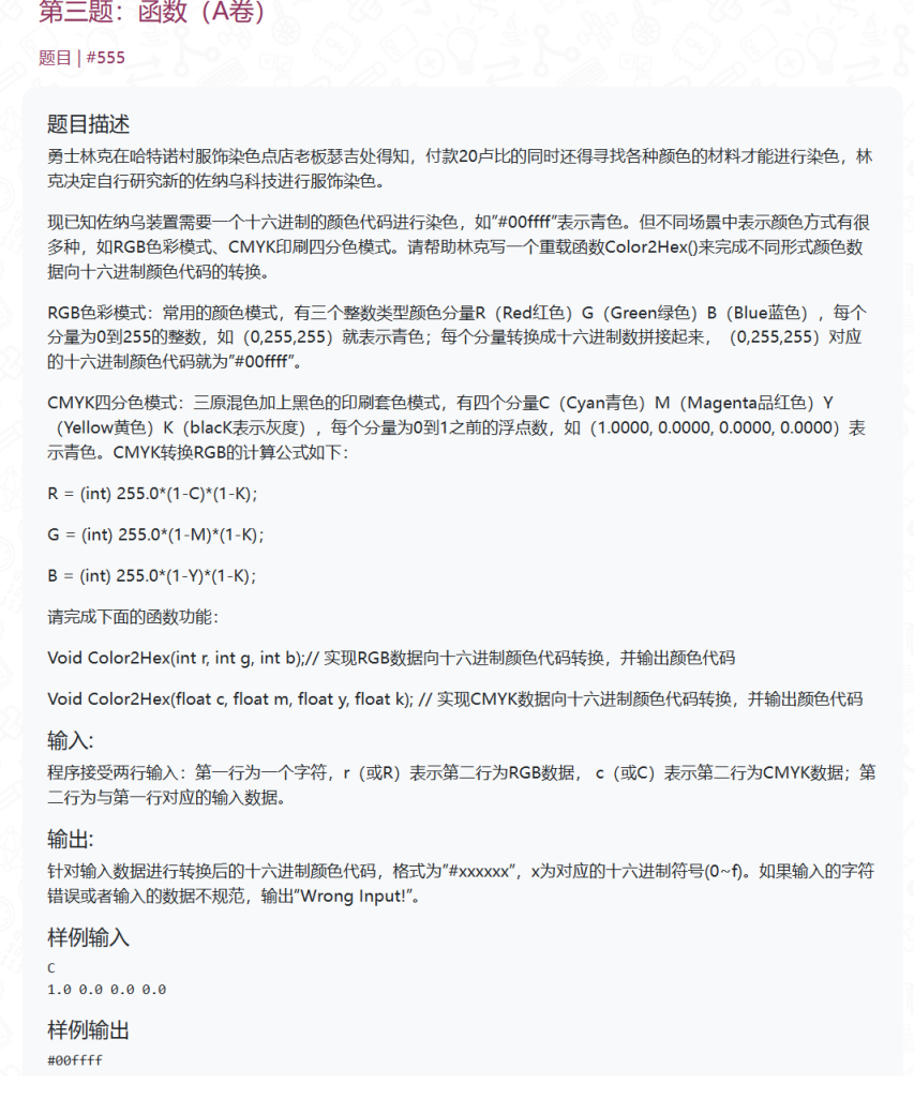 第三题：函数（A卷）
题目 | #555
题目描述
勇士林克在哈特诺村服饰染色点店老板瑟吉处得知，付款20卢比的同时还得寻找各种颜色的材料才能进行染色，林
克决定自行研究新的佐纳乌科技进行服饰染色。
现已知佐纳乌装置需要一个十六进制的颜色代码进行染色，如”#00ffff”表示青色。但不同场景中表示颜色方式有很
多种，如RGB色彩模式、CMYK印刷四分色模式。请帮助林克写一个重载函数Color2Hex()来完成不同形式颜色数
据向十六进制颜色代码的转换。
RGB色彩模式：常用的颜色模式，有三个整数类型颜色分量R（Red红色）G（Green绿色）B（Blue蓝色），每个
分量为0到255的整数，如（0,255,255）就表示青色；每个分量转换成十六进制数拼接起来，（0,255,255）对应
的十六进制颜色代码就为”#00ffff”。
CMYK四分色模式：三原混色加上黑色的印刷套色模式，有四个分量C（Cyan青色）M（Magenta品红色）Y
（Yellow黄色）K（blacK表示灰度），每个分量为0到1之前的浮点数，如（1.0000, 0.0000, 0.0000, 0.0000）表
示青色。CMYK转换RGB的计算公式如下：
R = (int) 255.0*(1-C)*(1-K);
G = (int) 255.0*(1-M)*(1-K);
B = (int) 255.0*(1-Y)*(1-K);
请完成下面的函数功能：
Void Color2Hex(int r, int g, int b);// 实现RGB数据向十六进制颜色代码转换，并输出颜色代码
Void Color2Hex(float c, float m, float y, float k); // 实现CMYK数据向十六进制颜色代码转换，并输出颜色代码
输入:
程序接受两行输入：第一行为一个字符，r（或R）表示第二行为RGB数据， c（或C）表示第二行为CMYK数据；第
二行为与第一行对应的输入数据。
输出:
针对输入数据进行转换后的十六进制颜色代码，格式为”#xxxxxx”，x为对应的十六进制符号(0~f)。如果输入的字符
错误或者输入的数据不规范，输出“Wrong Input!”。
样例输入
C
1.0 0.0 0.0 0.0
样例输出
#00ffff